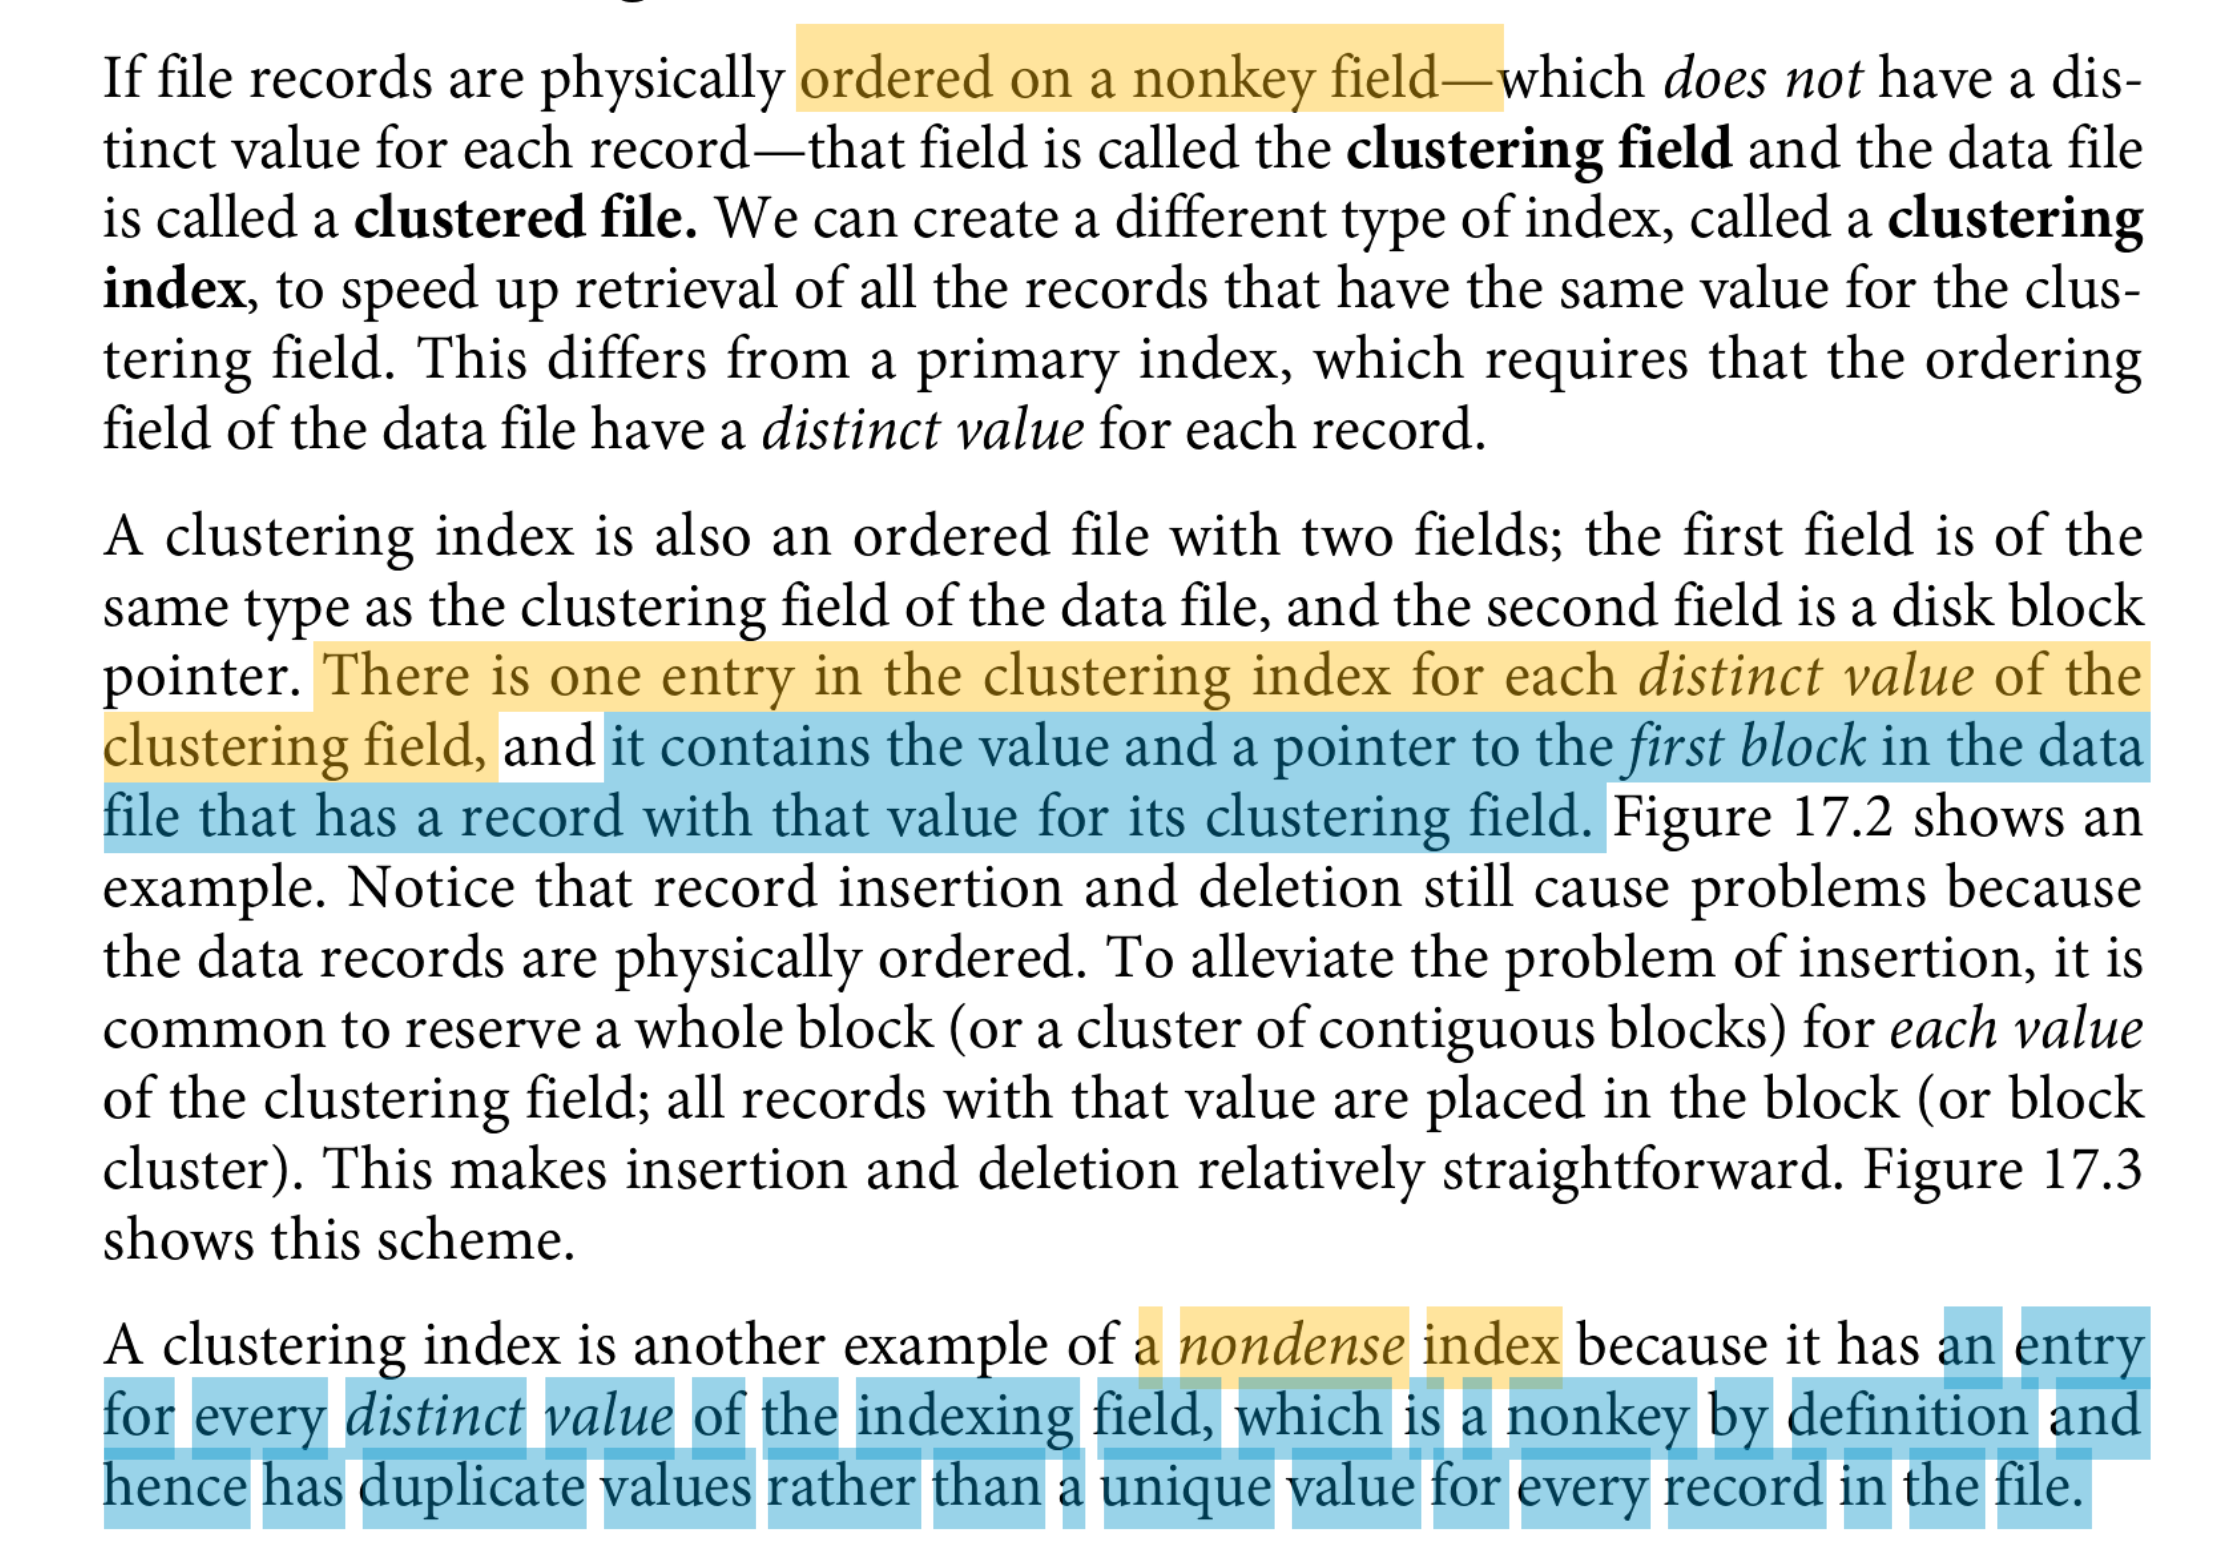 If file records are physically ordered on a nonkey field—which does not have a dis-
tinct value for each record—that field is called the clustering field and the data file
is called a clustered file. We can create a different type of index, called a clustering
index, to speed up retrieval of all the records that have the same value for the clus-
tering field. This differs from a primary index, which requires that the ordering
field of the data file have a distinct value for each record.
A clustering index is also an ordered file with two fields; the first field is of the
same type as the clustering field of the data file, and the second field is a disk block
pointer. There is one entry in the clustering index for each distinct value of the
clustering field, and it contains the value and a pointer to the first block in the data
file that has a record with that value for its clustering field. Figure 17.2 shows an
example. Notice that record insertion and deletion still cause problems because
the data records are physically ordered. To alleviate the problem of insertion, it is
common to reserve a whole block (or a cluster of contiguous blocks) for each value
of the clustering field; all records with that value are placed in the block (or block
cluster). This makes insertion and deletion relatively straightforward. Figure 17.3
shows this scheme.
A clustering index is another example of a nondense index because it has an entry
for every distinct value of the indexing field, which is a nonkey by definition and
hence has duplicate values rather than a unique value for every record in the file.